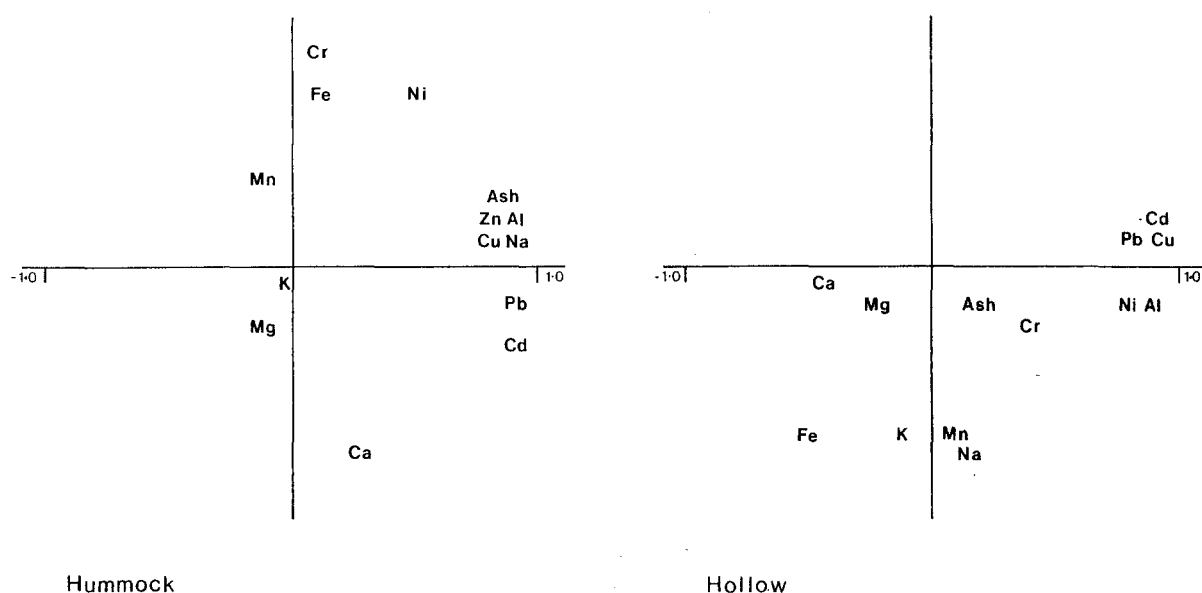 Cr
Fe Ni
Mn
Ash
Zn Al
Cu Na
-1·0 1·0
K
Pb
Mg
Cd
Ca
Hummock
Cd
Pb Cu
-1·0 1·0
Ca
Mg Ash Ni Al
Cr
Fe K Mn
Na
Hollow